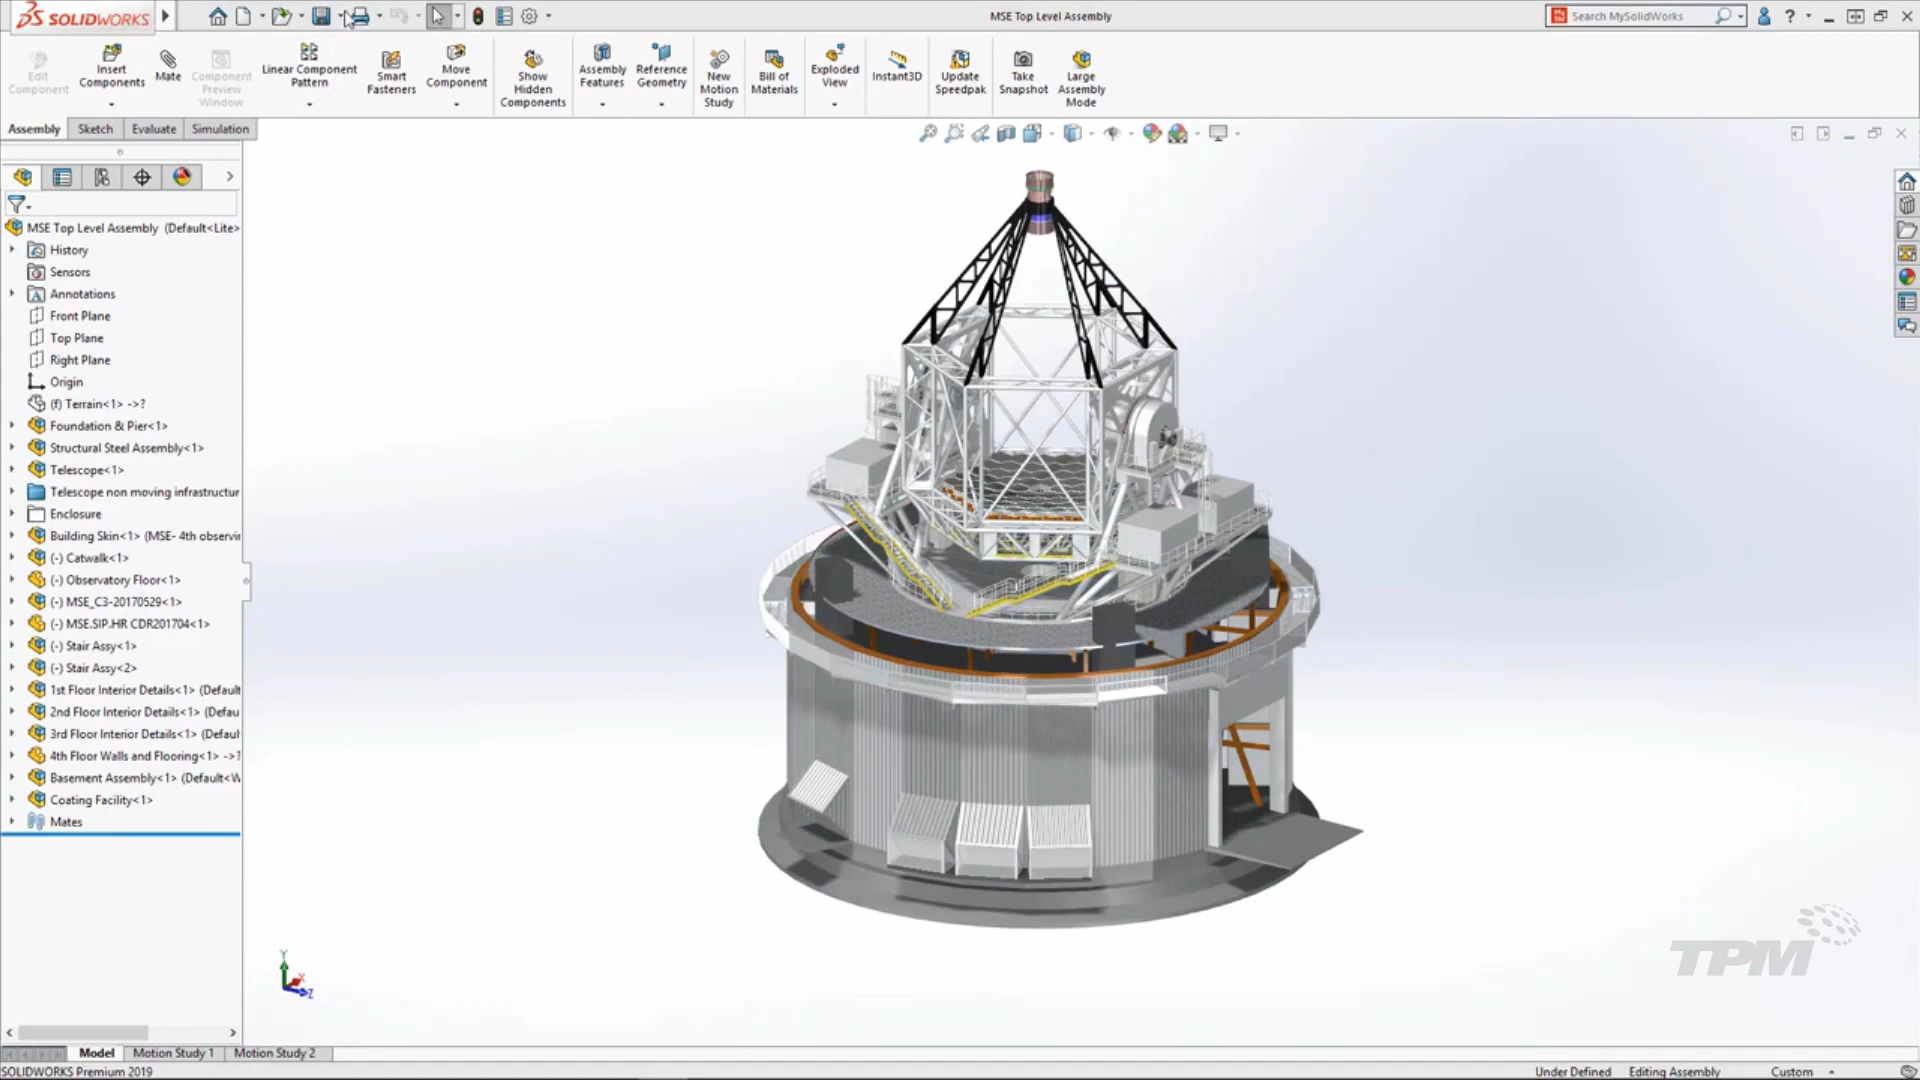 SOLIDWORKS
MSE Top Level Assembly
Search MySolidWorks
?
Edit Component
Insert Components
Mate
Component Preview Window
Linear Component Pattern
Smart Fasteners
Move Component
Show Hidden Components
Assembly Features
Reference Geometry
New Motion Study
Bill of Materials
Exploded View
Instant3D
Update Speedpak
Take Snapshot
Large Assembly Mode
Assembly
Sketch
Evaluate
Simulation
MSE Top Level Assembly (Default<Lite>
History
Sensors
Annotations
Front Plane
Top Plane
Right Plane
Origin
(f) Terrain<1> ->?
Foundation & Pier<1>
Structural Steel Assembly<1>
Telescope<1>
Telescope non moving infrastructur
Enclosure
Building Skin<1> (MSE- 4th observi
(-) Catwalk<1>
(-) Observatory Floor<1>
(-) MSE_C3-20170529<1>
(-) MSE.SIP.HR CDR201704<1>
(-) Stair Assy<1>
(-) Stair Assy<2>
1st Floor Interior Details<1> (Default
2nd Floor Interior Details<1> (Defau
3rd Floor Interior Details<1> (Default
4th Floor Walls and Flooring<1> ->?
Basement Assembly<1> (Default<W
Coating Facility<1>
Mates
Y
X
Z
TPM
Model
Motion Study 1
Motion Study 2
SOLIDWORKS Premium 2019
Under Defined
Editing Assembly
Custom